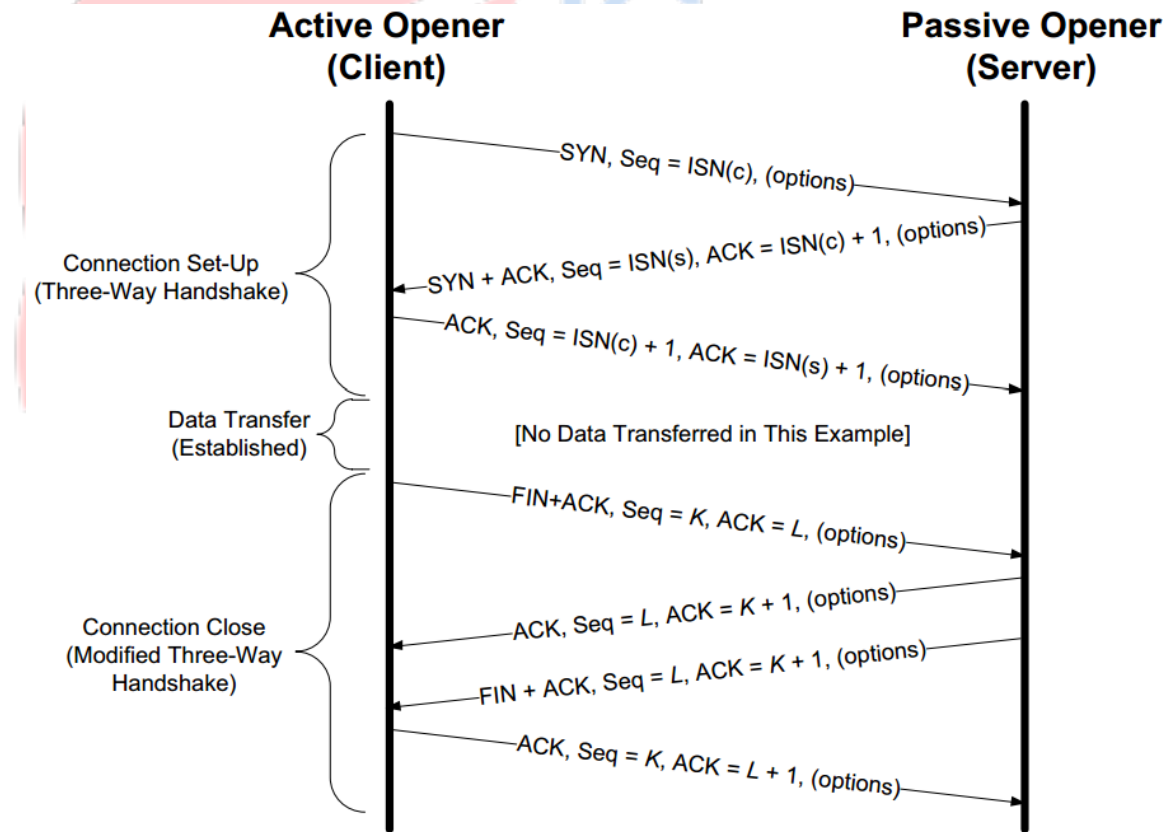 Active Opener
(Client)
Passive Opener
(Server)
SYN, Seq = ISN(c), (options)
SYN + ACK, Seq = ISN(s), ACK = ISN(c) + 1, (options)
Connection Set-Up
(Three-Way Handshake)
ACK, Seq = ISN(c) + 1, ACK = ISN(s) + 1, (options)
Data Transfer
(Established)
[No Data Transferred in This Example]
FIN+ACK, Seq = K, ACK = L, (options)
ACK, Seq = L, ACK = K + 1, (options)
Connection Close
(Modified Three-Way
Handshake)
FIN + ACK, Seq = L, ACK = K + 1, (options)
ACK, Seq = K, ACK = L + 1, (options)